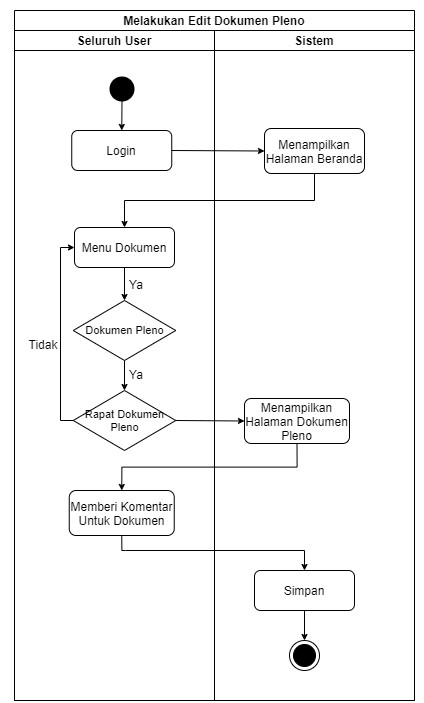 Melakukan Edit Dokumen Pleno
Seluruh User
Sistem
Login
Menampilkan
Halaman Beranda
Menu Dokumen
Ya
Dokumen Pleno
Tidak
Ya
Rapat Dokumen
Pleno
Menampilkan
Halaman Dokumen
Pleno
Memberi Komentar
Untuk Dokumen
Simpan